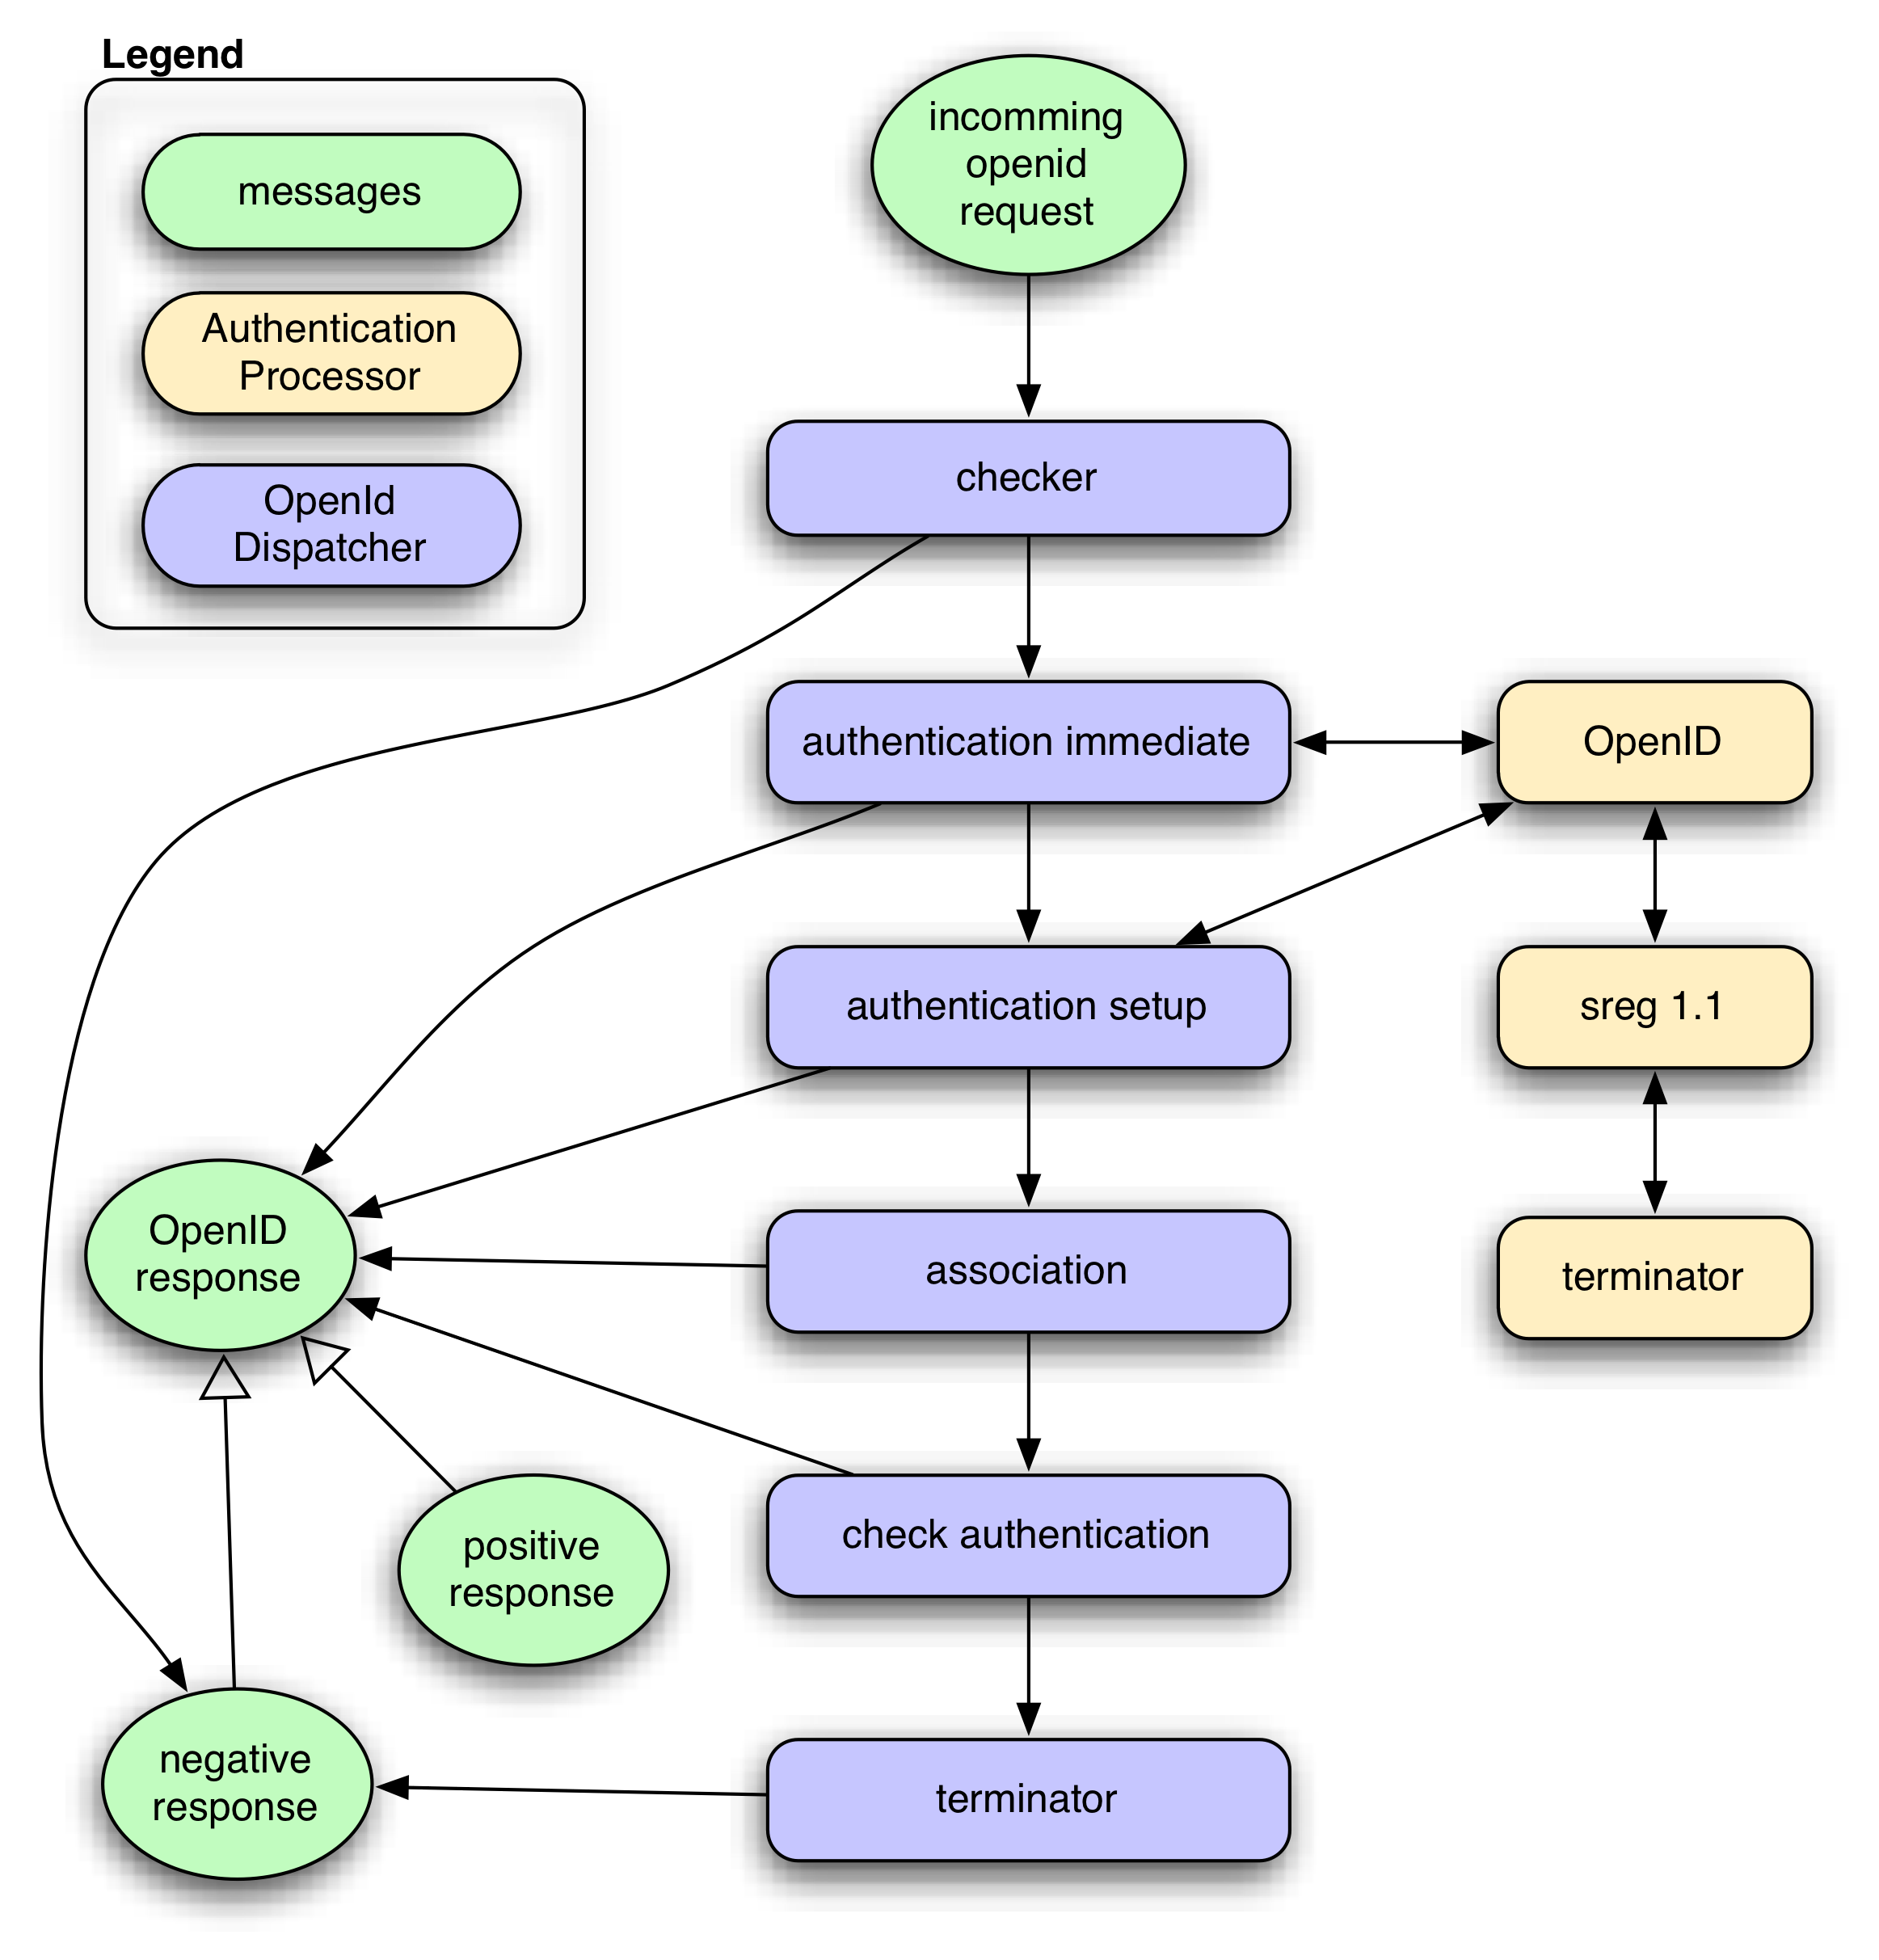 Legend
messages
Authentication
Processor
OpenId
Dispatcher
incomming
openid
request
checker
authentication immediate
OpenID
authentication setup
sreg 1.1
OpenID
response
association
terminator
positive
response
check authentication
negative
response
terminator